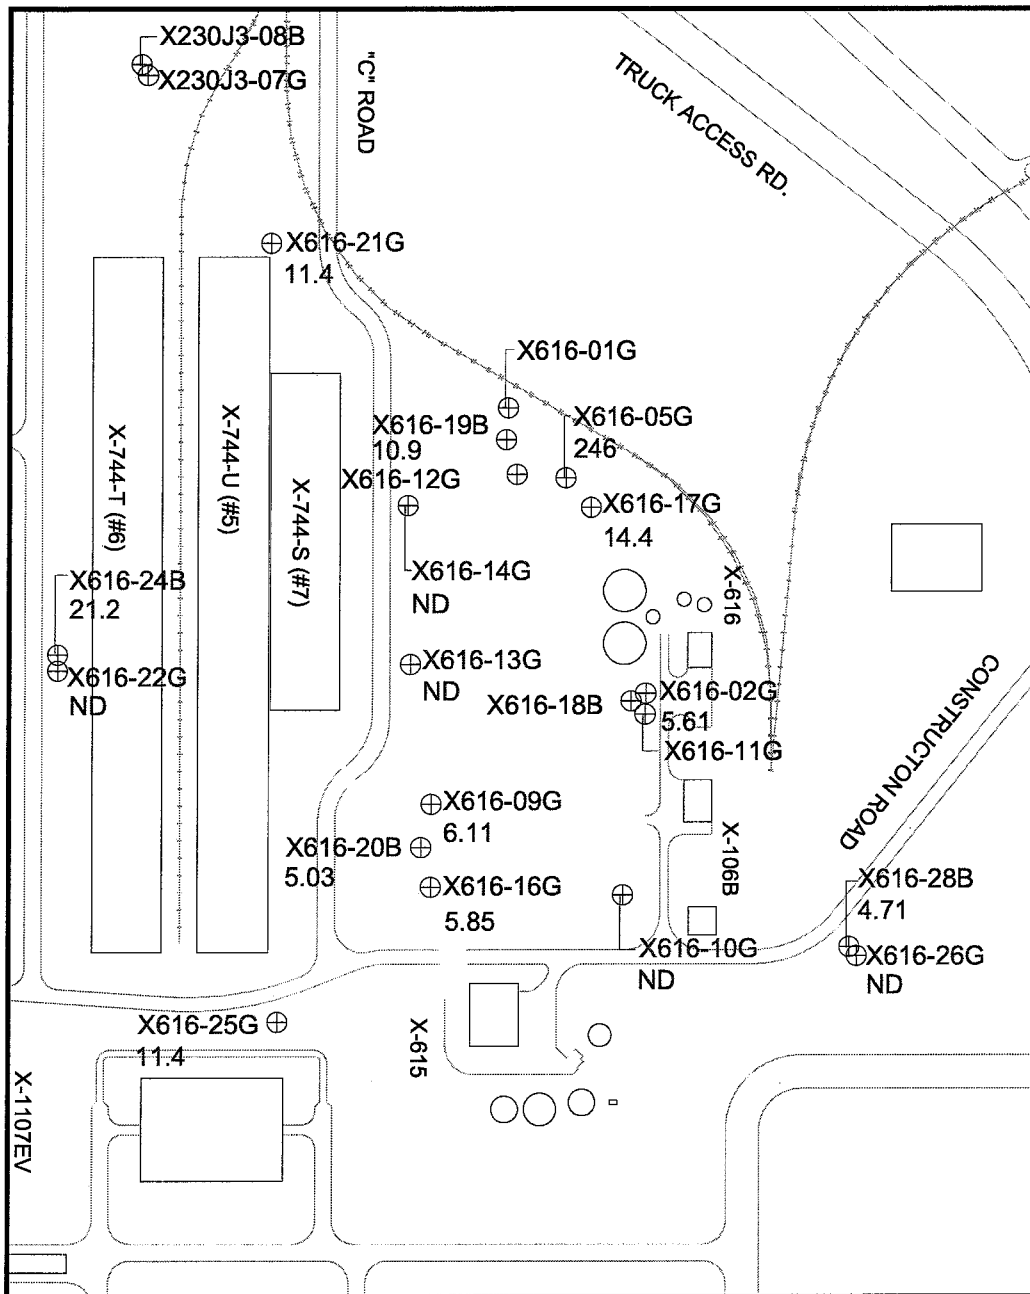 X230J3-08B
X230J3-07G
"C" ROAD
TRUCK ACCESS RD.
X616-21G
11.4
X616-01G
X616-19B
10.9
X616-05G
246
X616-12G
X616-17G
14.4
X-744-T (#6)
X-744-U (#5)
X-744-S (#7)
X616-14G
ND
X-616
X616-24B
21.2
X616-22G
ND
X616-13G
ND
X616-18B
X616-02G
5.61
X616-11G
CONSTRUCTION ROAD
X616-09G
6.11
X616-20B
5.03
X616-16G
5.85
X-106B
X616-28B
4.71
X616-10G
ND
X616-26G
ND
X616-25G
11.4
X-615
X-1107EV